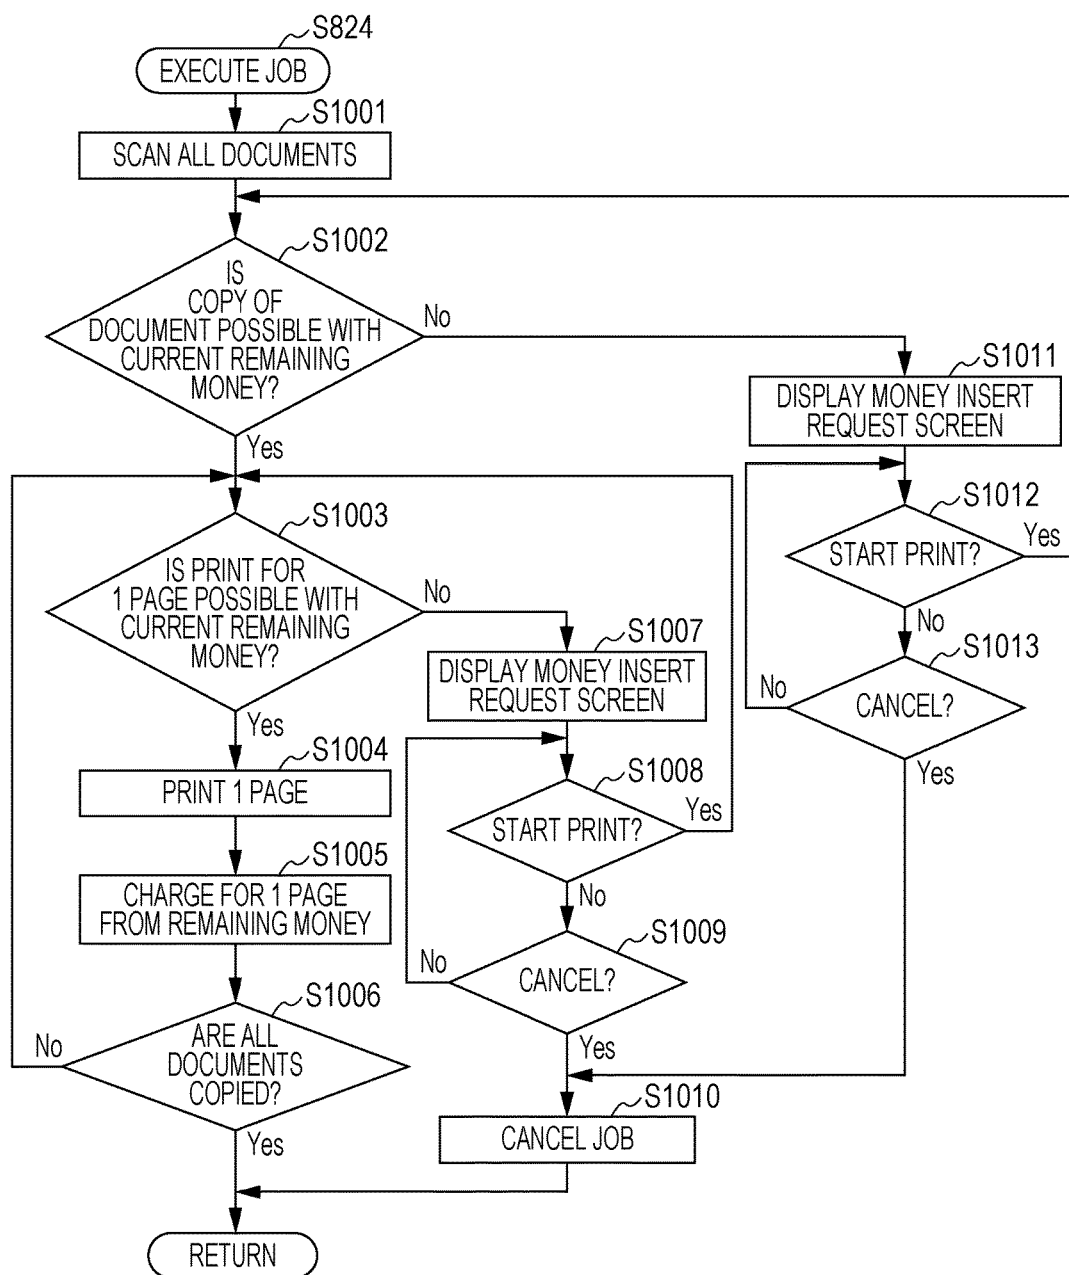 S824
EXECUTE JOB
S1001
SCAN ALL DOCUMENTS
S1002
IS
COPY OF
DOCUMENT POSSIBLE WITH
CURRENT REMAINING
MONEY?
No
Yes
S1011
DISPLAY MONEY INSERT
REQUEST SCREEN
S1012
START PRINT?
Yes
No
S1013
CANCEL?
No
Yes
S1003
IS PRINT FOR
1 PAGE POSSIBLE WITH
CURRENT REMAINING
MONEY?
No
Yes
S1007
DISPLAY MONEY INSERT
REQUEST SCREEN
S1004
PRINT 1 PAGE
S1008
START PRINT?
Yes
No
S1005
CHARGE FOR 1 PAGE
FROM REMAINING MONEY
S1009
CANCEL?
No
Yes
S1006
ARE ALL
DOCUMENTS
COPIED?
No
Yes
S1010
CANCEL JOB
RETURN